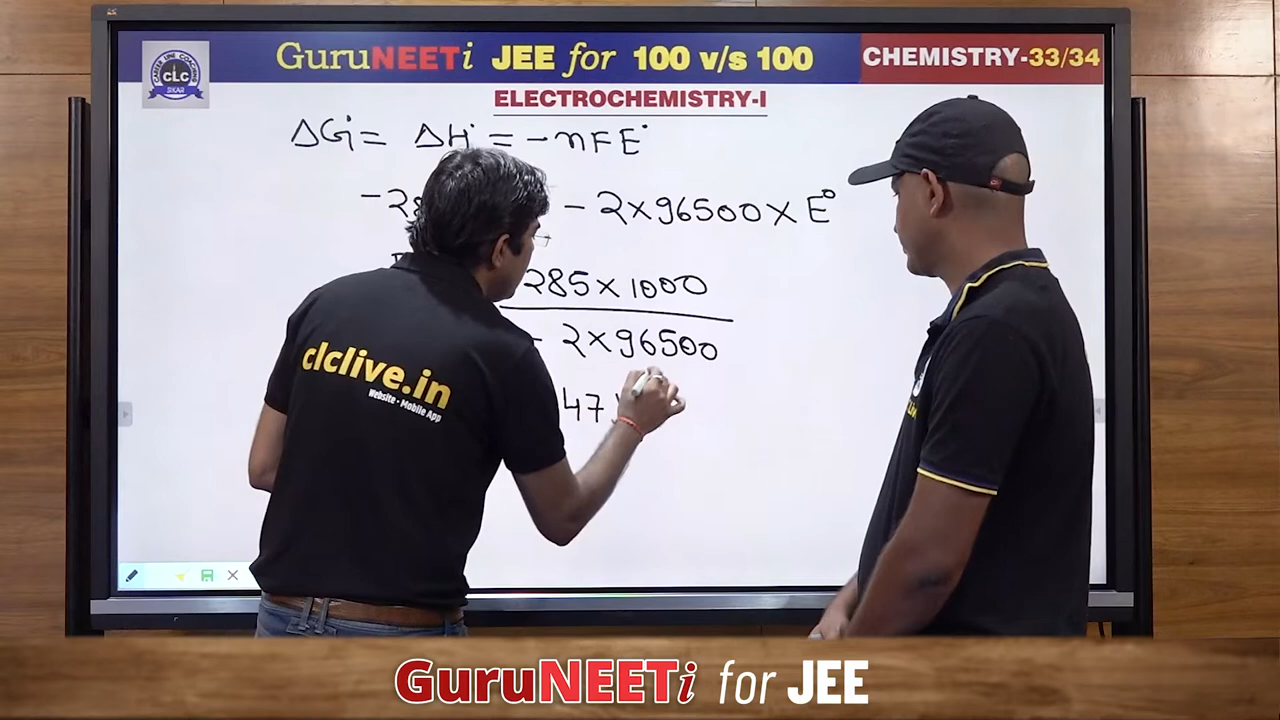 GuruNEETi JEE for 100 v/s 100 CHEMISTRY-33/34
CLC
SIKAR
ELECTROCHEMISTRY-I
ΔG° = ΔH° = -nFE°
- 2×96500×E°
285×1000
- 2×96500
47
clclive.in
Website - Mobile App
GuruNEETi for JEE